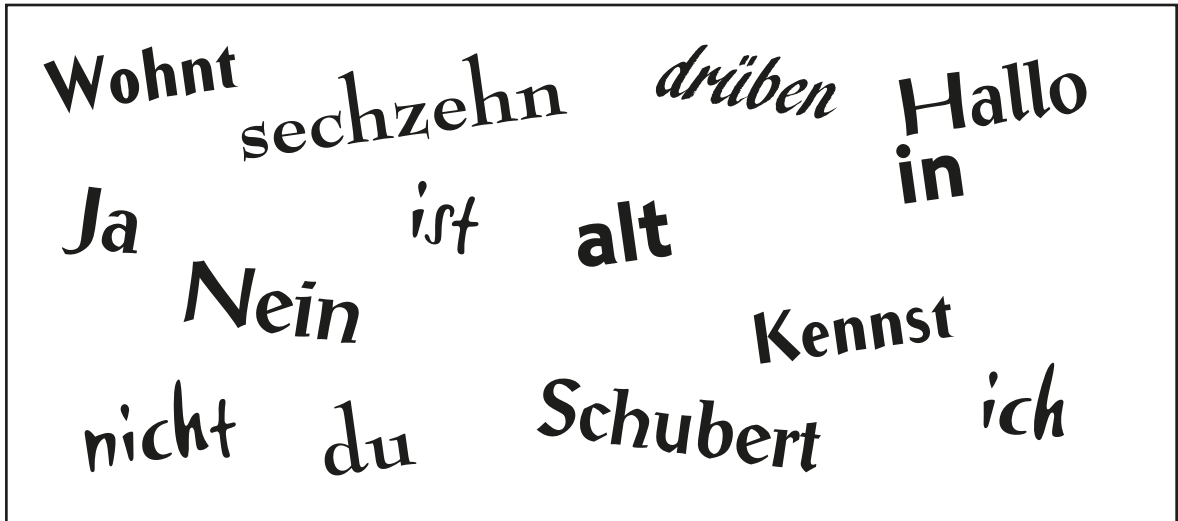 Wohnt
sechzehn
drüben
Hallo
in
Ja
ist
alt
Nein
Kennst
nicht
du
Schubert
ich